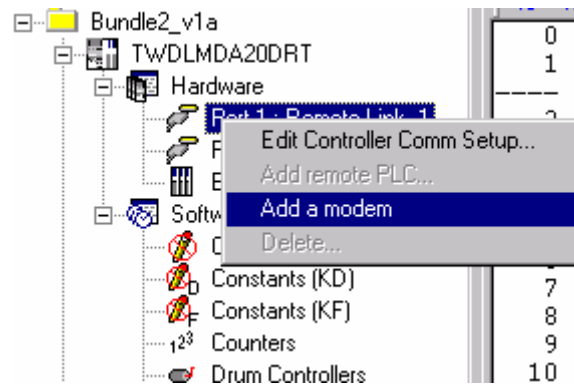 Bundle2_v1a
TWDLMDA20DRT
Hardware
Port 1 : Remote Link, 1
Edit Controller Comm Setup...
Add remote PLC...
Add a modem
Delete...
Constants (KD)
Constants (KF)
Counters
Drum Controllers
0
1
----
7
8
9
10